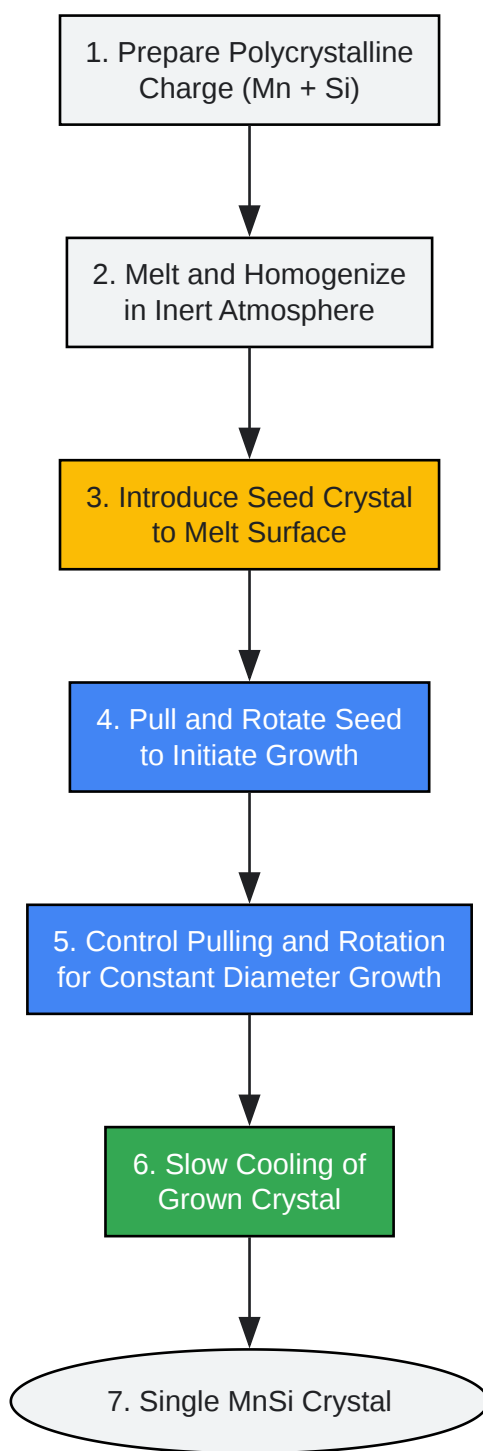 1. Prepare Polycrystalline
Charge (Mn + Si)
2. Melt and Homogenize
in Inert Atmosphere
3. Introduce Seed Crystal
to Melt Surface
4. Pull and Rotate Seed
to Initiate Growth
5. Control Pulling and Rotation
for Constant Diameter Growth
6. Slow Cooling of
Grown Crystal
7. Single MnSi Crystal